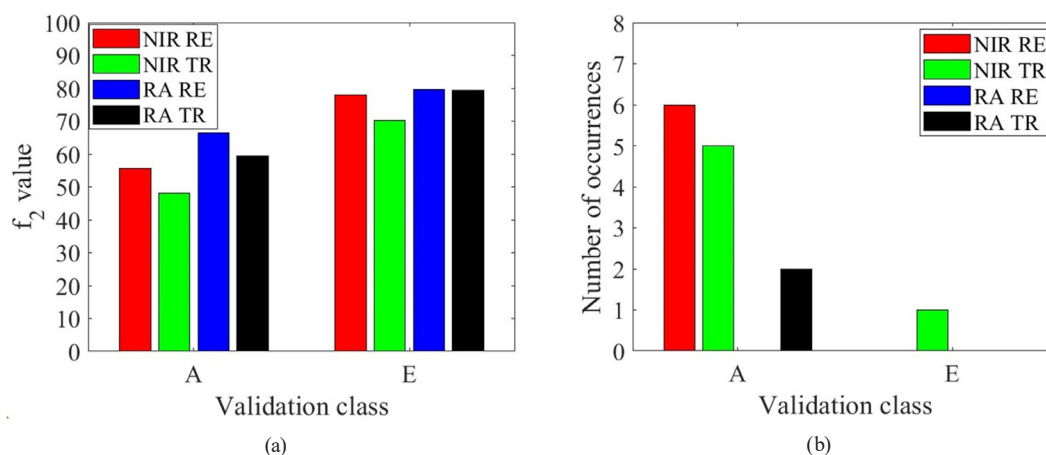 100
90
80
70
60
50
40
30
20
10
0
f2 value
NIR RE
NIR TR
RA RE
RA TR
A
E
Validation class
(a)
8
7
6
5
4
3
2
1
0
Number of occurrences
NIR RE
NIR TR
RA RE
RA TR
A
E
Validation class
(b)